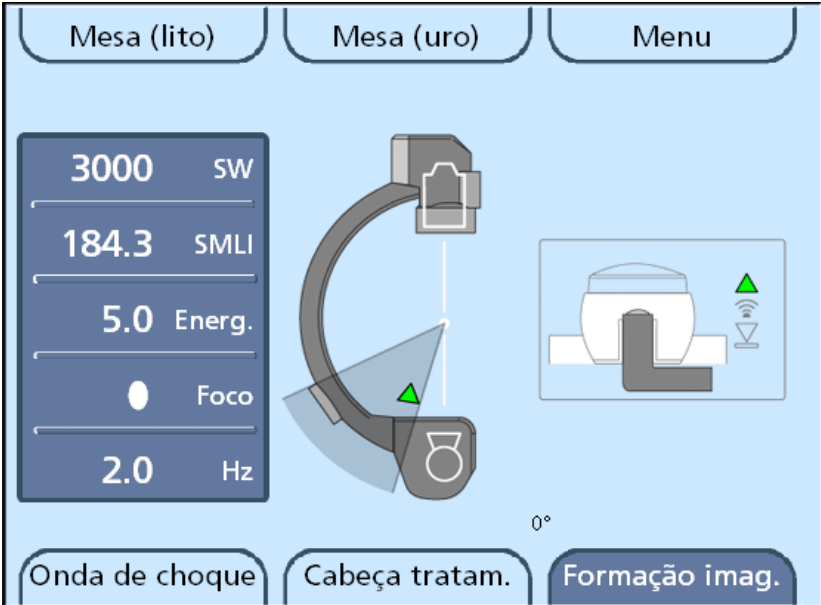 Mesa (lito)
Mesa (uro)
Menu
3000 SW
184.3 SMLI
5.0 Energ.
Foco
2.0 Hz
0°
Onda de choque
Cabeça tratam.
Formação imag.